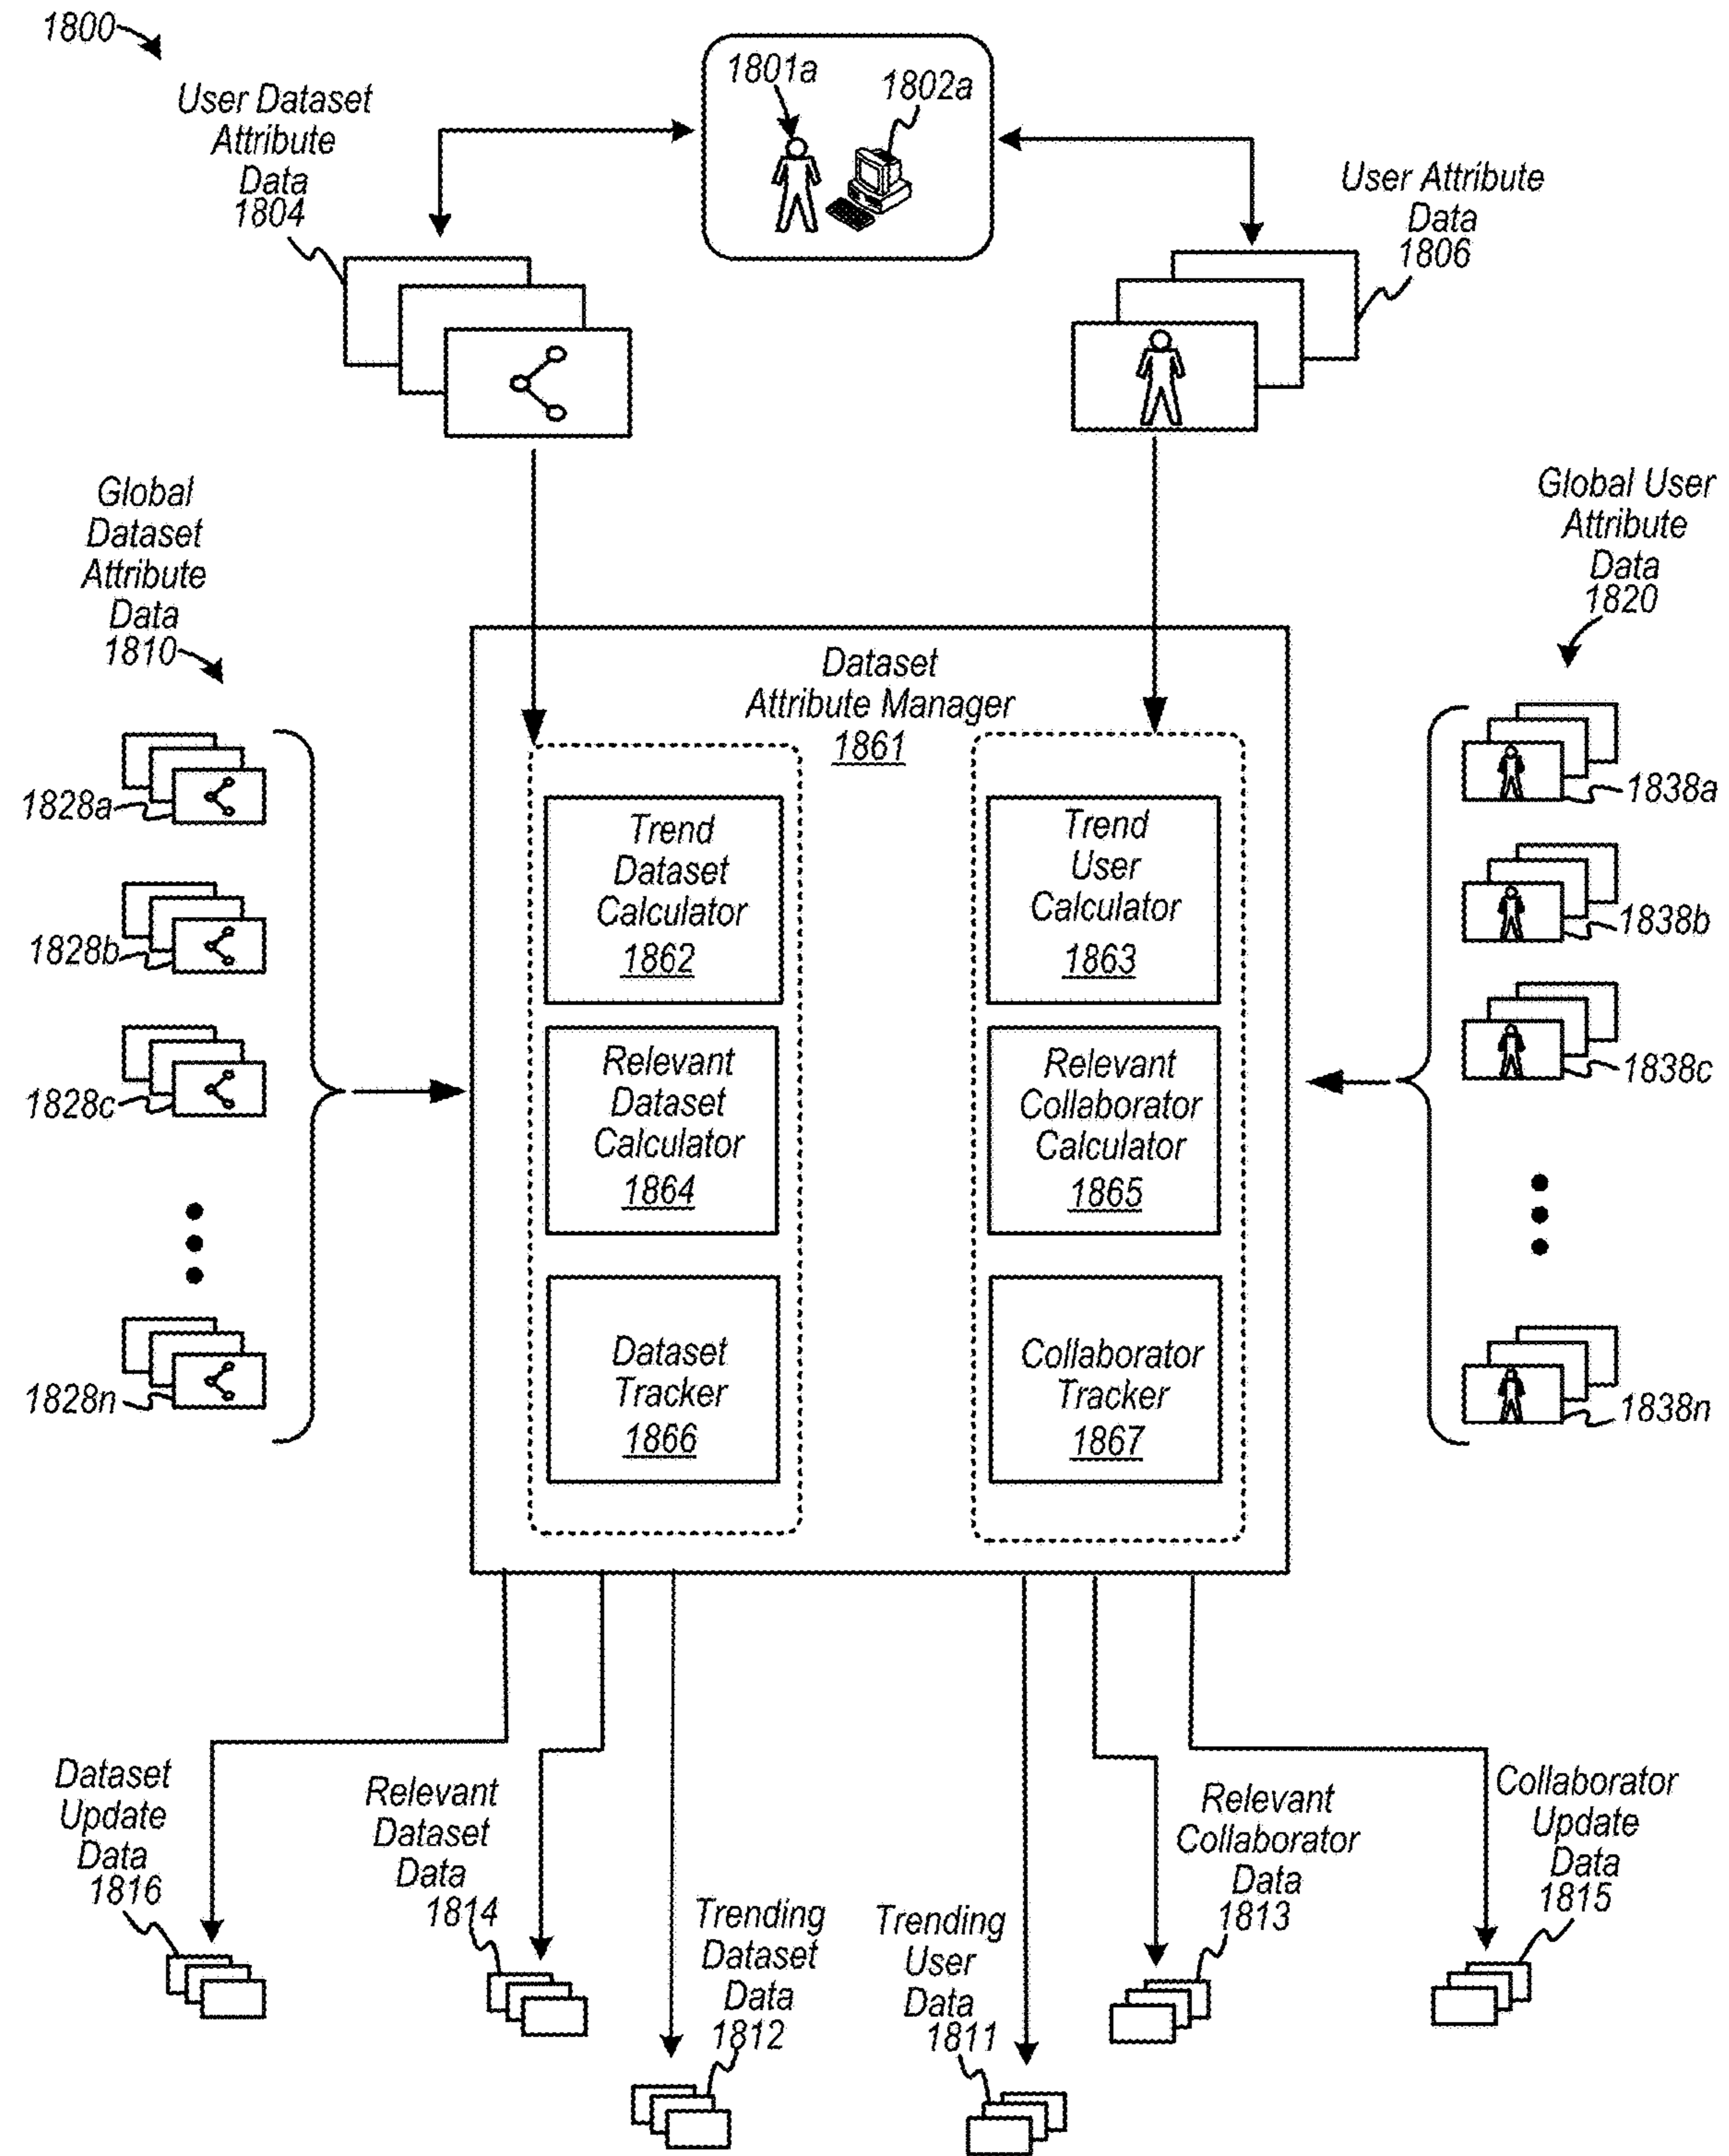 1800
1801a
1802a
User Dataset
Attribute
Data
1804
User Attribute
Data
1806
Global
Dataset
Attribute
Data
1810
Global User
Attribute
Data
1820
Dataset
Attribute Manager
1861
1828a
1828b
1828c
1828n
Trend
Dataset
Calculator
1862
Relevant
Dataset
Calculator
1864
Dataset
Tracker
1866
Trend
User
Calculator
1863
Relevant
Collaborator
Calculator
1865
Collaborator
Tracker
1867
1838a
1838b
1838c
1838n
Dataset
Update
Data
1816
Relevant
Dataset
Data
1814
Trending
Dataset
Data
1812
Trending
User
Data
1811
Relevant
Collaborator
Data
1813
Collaborator
Update
Data
1815